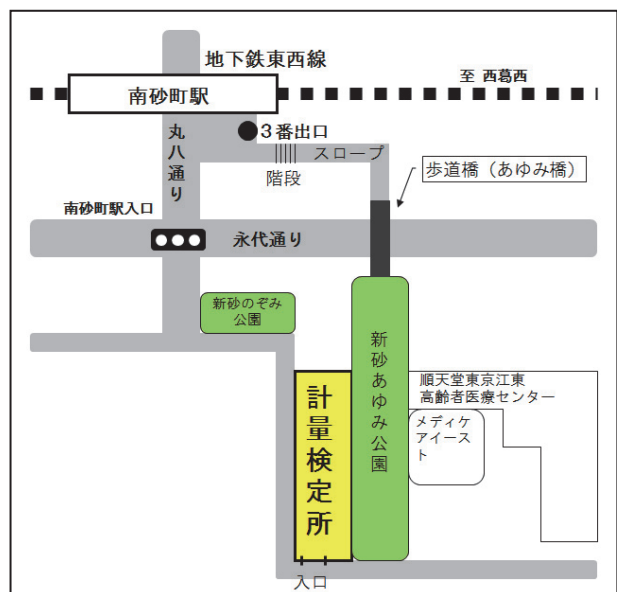 地下鉄東西線
至 西葛西
南砂町駅
3番出口
丸八通り
スロープ
階段
歩道橋（あゆみ橋）
南砂町駅入口
永代通り
新砂のぞみ
公園
新砂あゆみ公園
順天堂東京江東
高齢者医療センター
メディケ
アイース
ト
計量検定所
入口